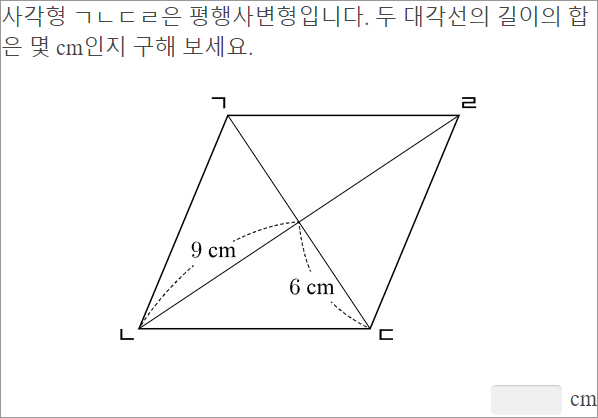 사각형 ㄱㄴㄷㄹ은 평행사변형입니다. 두 대각선의 길이의 합
은 몇 cm인지 구해 보세요.
ㄱ
ㄹ
9 cm
6 cm
ㄴ
ㄷ
cm